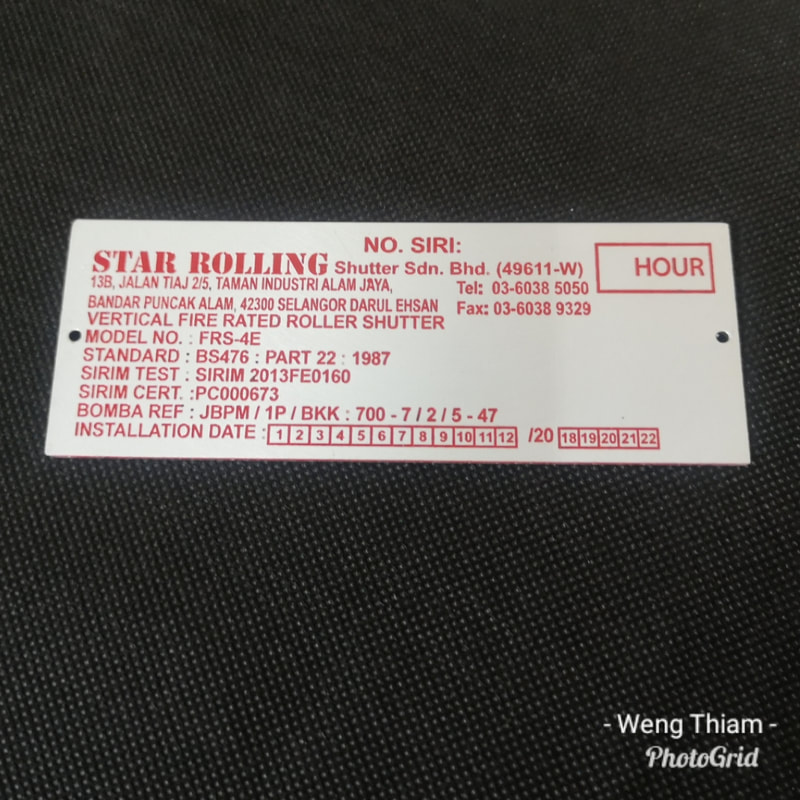 NO. SIRI:
STAR ROLLING Shutter Sdn. Bhd. (49611-W)
HOUR
13B, JALAN TIAJ 2/5, TAMAN INDUSTRI ALAM JAYA, Tel: 03-6038 5050
BANDAR PUNCAK ALAM, 42300 SELANGOR DARUL EHSAN Fax: 03-6038 9329
VERTICAL FIRE RATED ROLLER SHUTTER
MODEL NO. : FRS-4E
STANDARD : BS476 : PART 22 : 1987
SIRIM TEST : SIRIM 2013FE0160
SIRIM CERT. :PC000673
BOMBA REF : JBPM / 1P / BKK : 700 - 7 / 2 / 5 - 47
INSTALLATION DATE : 1 2 3 4 5 6 7 8 9 10 11 12 /20 18 19 20 21 22
- Weng Thiam -
PhotoGrid